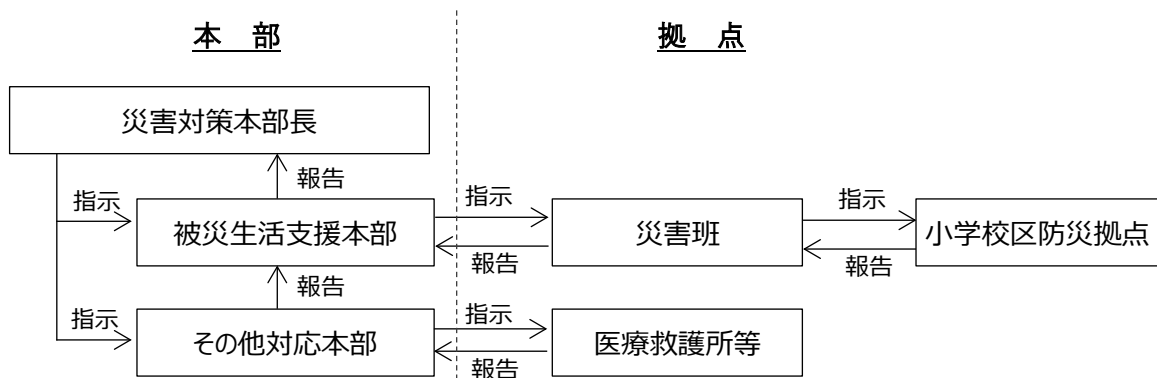 本　部
拠　点
災害対策本部長
報告
指示
指示
指示
被災生活支援本部
災害班
小学校区防災拠点
報告
報告
報告
指示
指示
その他対応本部
医療救護所等
報告